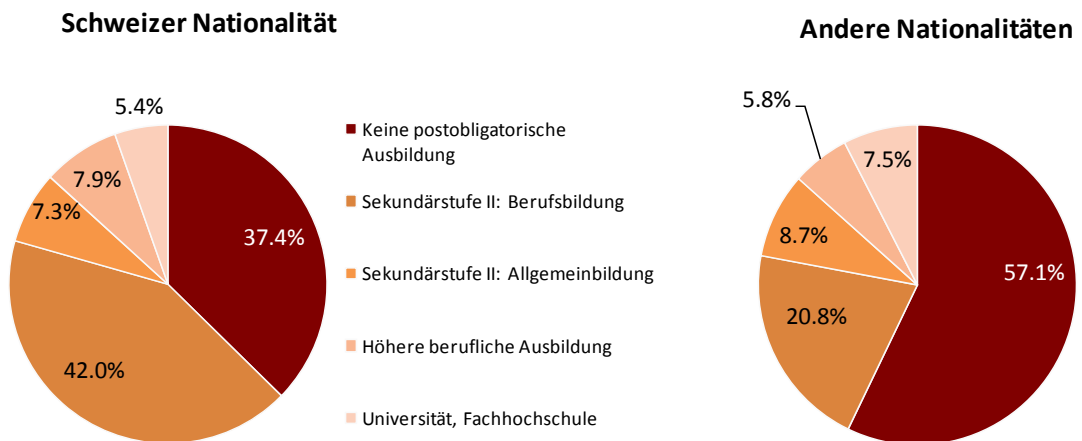 Schweizer Nationalität
5.4%
7.9%
7.3%
37.4%
42.0%
Keine postobligatorische
Ausbildung
Sekundärstufe II: Berufsbildung
Sekundärstufe II: Allgemeinbildung
Höhere berufliche Ausbildung
Universität, Fachhochschule
Andere Nationalitäten
5.8%
7.5%
8.7%
57.1%
20.8%